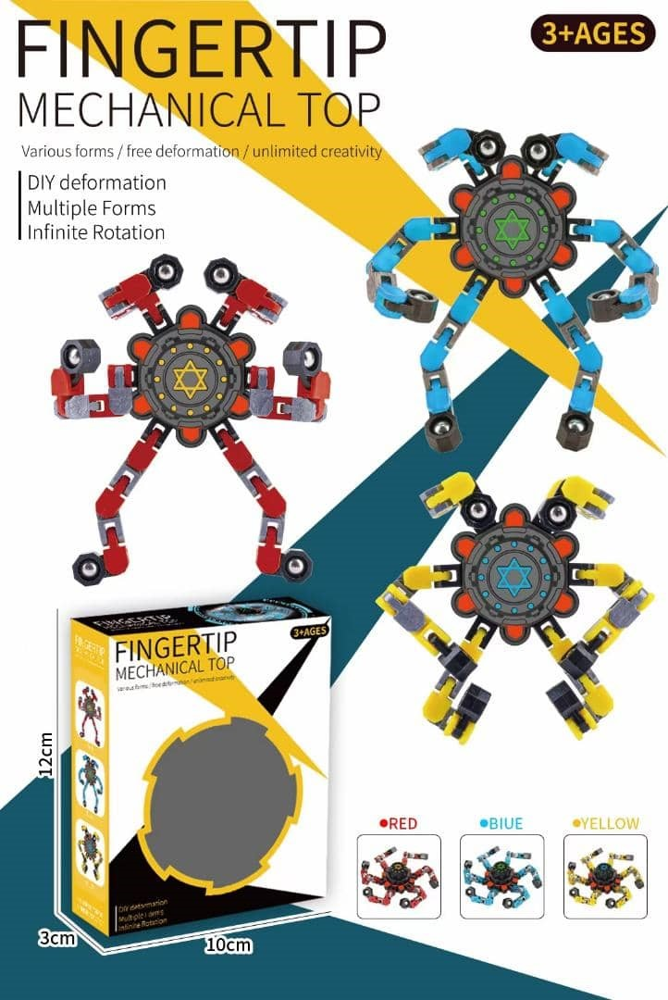 FINGERTIP
3+AGES
MECHANICAL TOP
Various forms / free deformation / unlimited creativity
DIY deformation
Multiple Forms
Infinite Rotation
FINGERTIP
FINGERTIP
3+AGES
FINGERTIP
MECHANICAL TOP
Various forms / free deformation / unlimited creativity
12cm
RED
BIUE
YELLOW
DIY deformation
Multiple Forms
Infinite Rotation
3cm
10cm